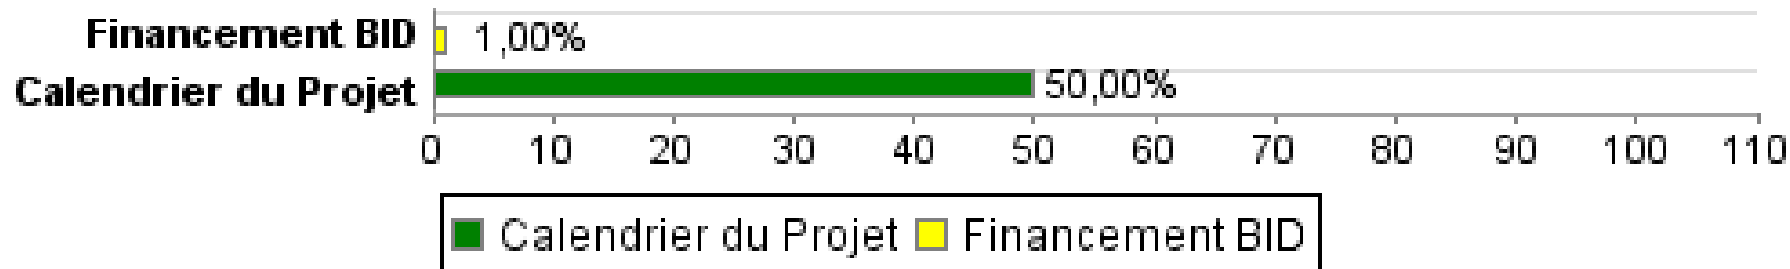 Financement BID 1,00%
Calendrier du Projet 50,00%
0 10 20 30 40 50 60 70 80 90 100 110
Calendrier du Projet Financement BID